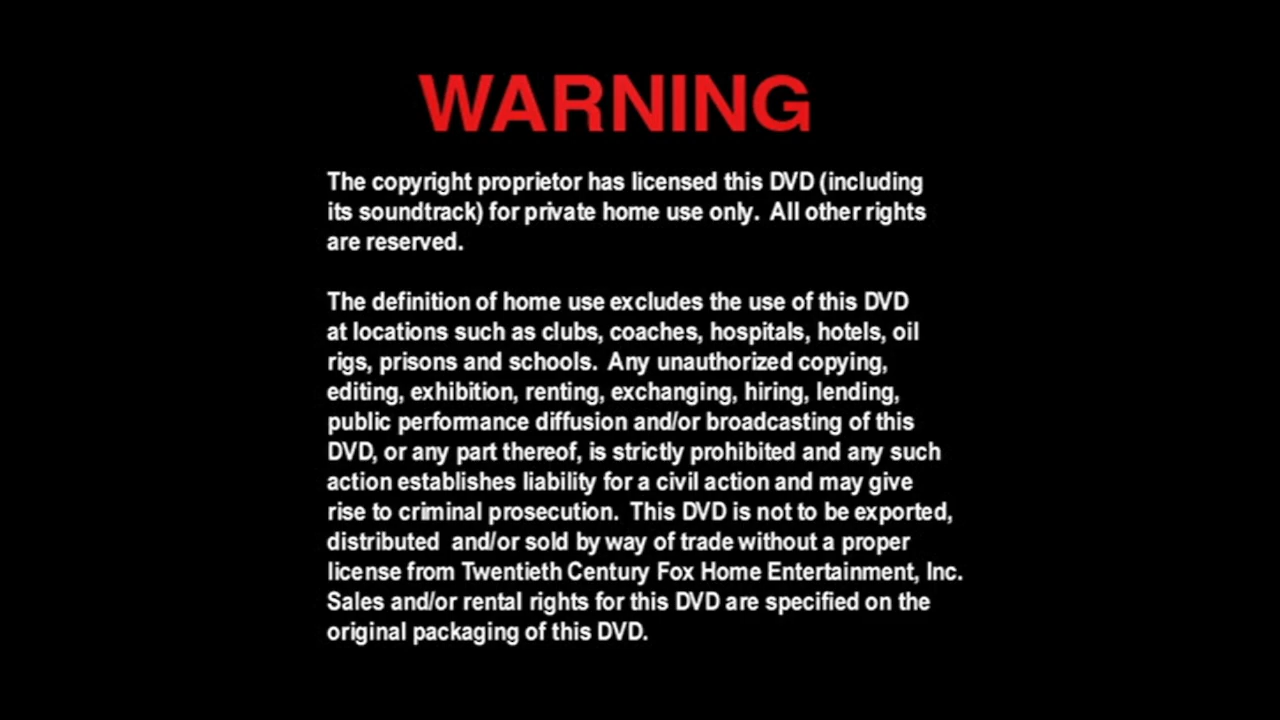 WARNING
The copyright proprietor has licensed this DVD (including
its soundtrack) for private home use only.  All other rights
are reserved.
The definition of home use excludes the use of this DVD
at locations such as clubs, coaches, hospitals, hotels, oil
rigs, prisons and schools.  Any unauthorized copying,
editing, exhibition, renting, exchanging, hiring, lending,
public performance diffusion and/or broadcasting of this
DVD, or any part thereof, is strictly prohibited and any such
action establishes liability for a civil action and may give
rise to criminal prosecution.  This DVD is not to be exported,
distributed  and/or sold by way of trade without a proper
license from Twentieth Century Fox Home Entertainment, Inc.
Sales and/or rental rights for this DVD are specified on the
original packaging of this DVD.